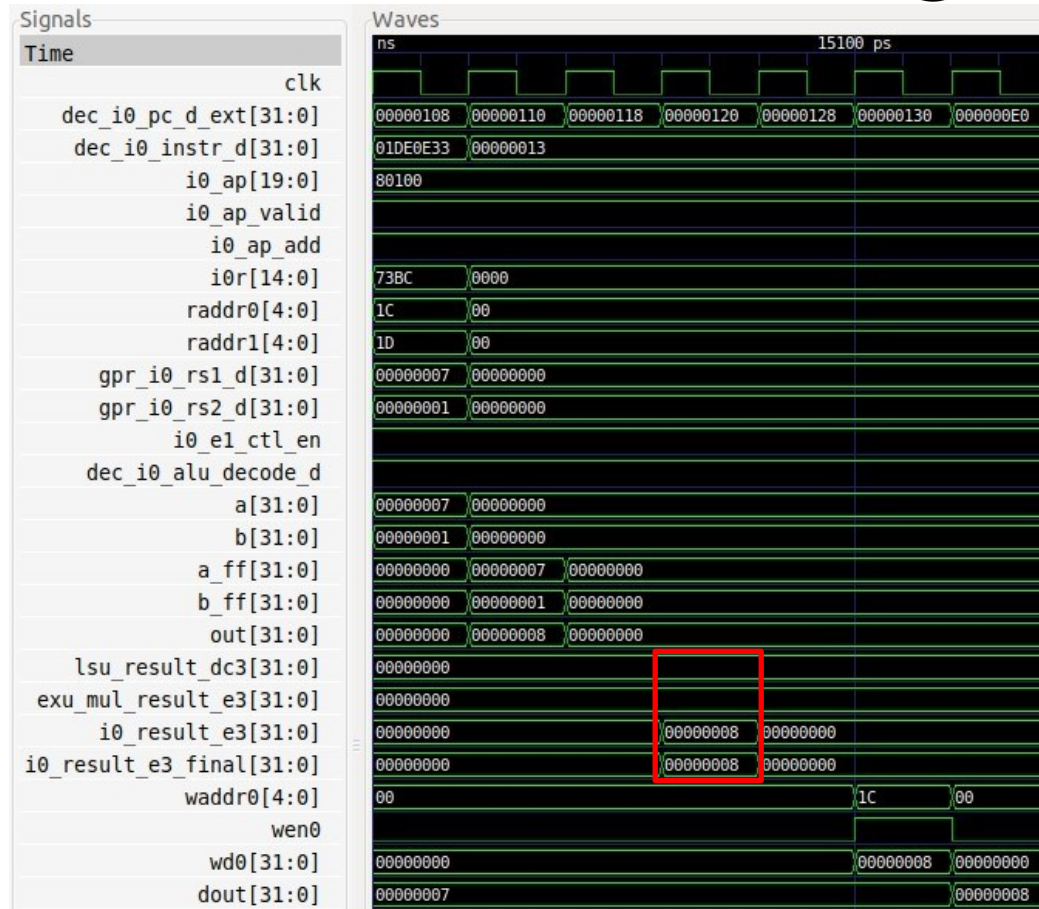 Signals Waves
Time ns 15100 ps
clk
dec_i0_pc_d_ext[31:0] 00000108 00000110 00000118 00000120 00000128 00000130 000000E0
dec_i0_instr_d[31:0] 01DE0E33 00000013
i0_ap[19:0] 80100
i0_ap_valid
i0_ap_add
i0r[14:0] 73BC 0000
raddr0[4:0] 1C 00
raddr1[4:0] 1D 00
gpr_i0_rs1_d[31:0] 00000007 00000000
gpr_i0_rs2_d[31:0] 00000001 00000000
i0_e1_ctl_en
dec_i0_alu_decode_d
a[31:0] 00000007 00000000
b[31:0] 00000001 00000000
a_ff[31:0] 00000000 00000007 00000000
b_ff[31:0] 00000000 00000001 00000000
out[31:0] 00000000 00000008 00000000
lsu_result_dc3[31:0] 00000000
exu_mul_result_e3[31:0] 00000000
i0_result_e3[31:0] 00000000 00000008 00000000
i0_result_e3_final[31:0] 00000000 00000008 00000000
waddr0[4:0] 00 1C 00
wen0
wd0[31:0] 00000000 00000008 00000000
dout[31:0] 00000007 00000008